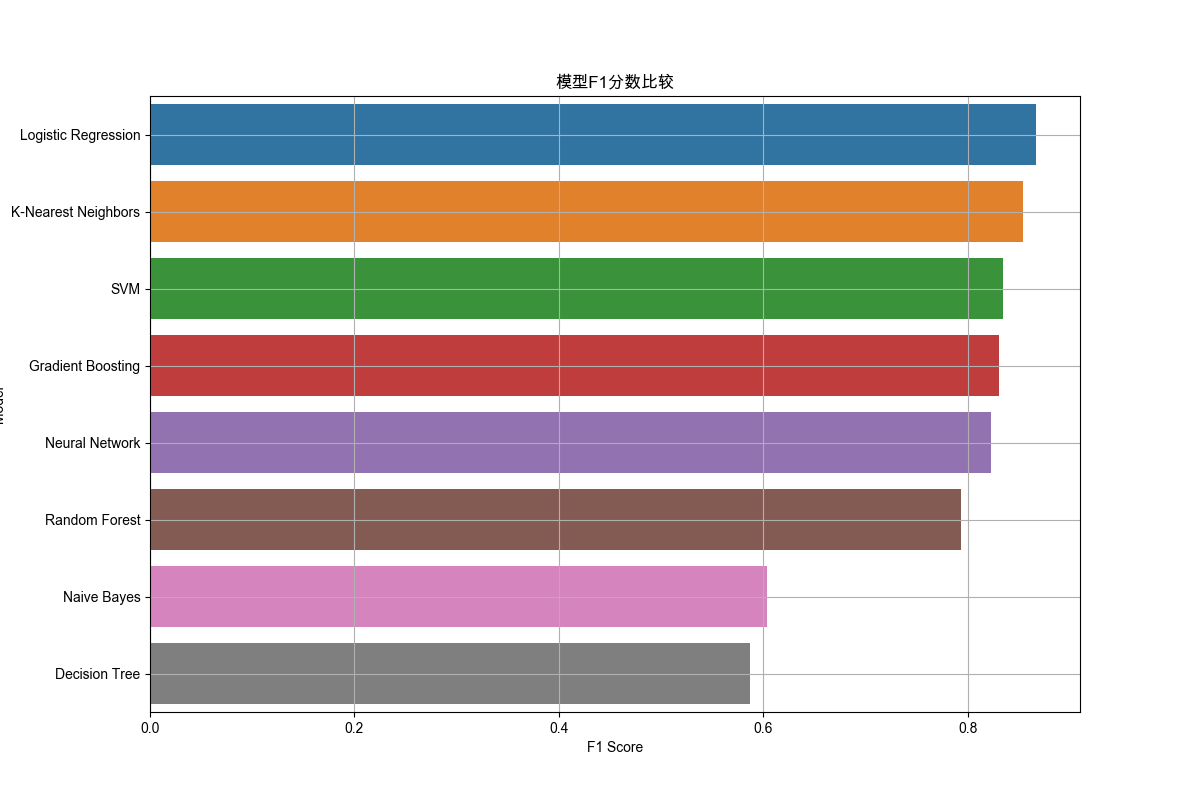 模型F1分数比较
Logistic Regression
K-Nearest Neighbors
SVM
Gradient Boosting
Neural Network
Random Forest
Naive Bayes
Decision Tree
0.0 0.2 0.4 0.6 0.8
F1 Score